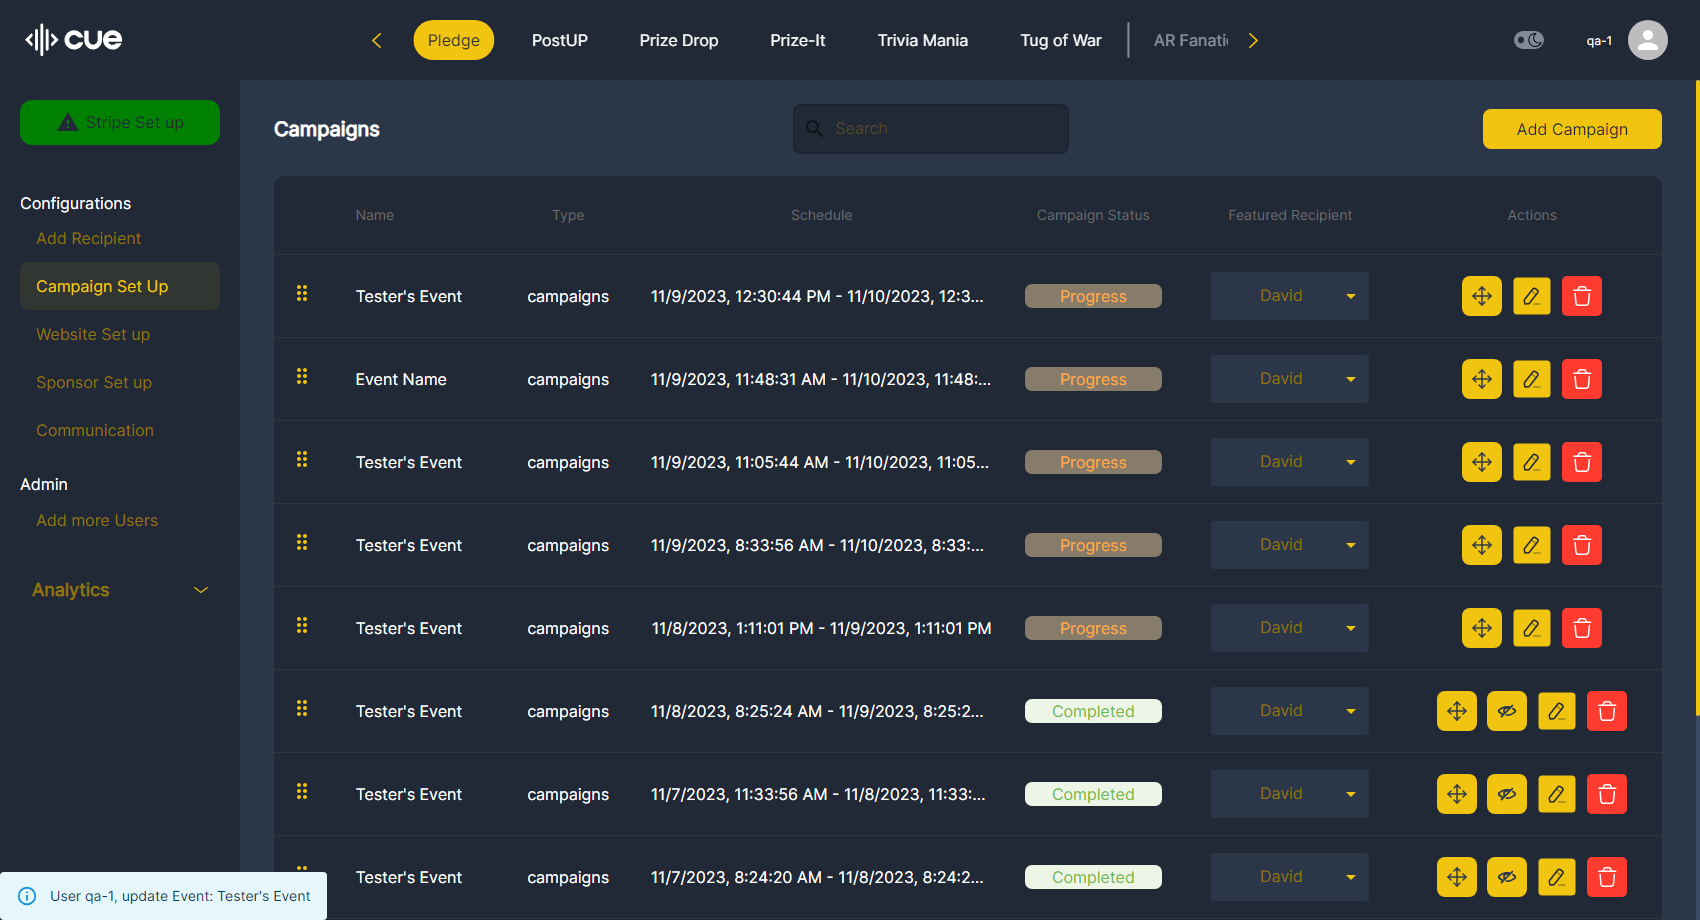 cue
Pledge
PostUP
Prize Drop
Prize-It
Trivia Mania
Tug of War
AR Fanati
qa-1
Stripe Set up
Configurations
Add Recipient
Campaign Set Up
Website Set up
Sponsor Set up
Communication
Admin
Add more Users
Analytics
Campaigns
Search
Add Campaign
Name Type Schedule Campaign Status Featured Recipient Actions
Tester's Event campaigns 11/9/2023, 12:30:44 PM - 11/10/2023, 12:3... Progress David
Event Name campaigns 11/9/2023, 11:48:31 AM - 11/10/2023, 11:48:... Progress David
Tester's Event campaigns 11/9/2023, 11:05:44 AM - 11/10/2023, 11:05... Progress David
Tester's Event campaigns 11/9/2023, 8:33:56 AM - 11/10/2023, 8:33:... Progress David
Tester's Event campaigns 11/8/2023, 1:11:01 PM - 11/9/2023, 1:11:01 PM Progress David
Tester's Event campaigns 11/8/2023, 8:25:24 AM - 11/9/2023, 8:25:2... Completed David
Tester's Event campaigns 11/7/2023, 11:33:56 AM - 11/8/2023, 11:33:... Completed David
Tester's Event campaigns 11/7/2023, 8:24:20 AM - 11/8/2023, 8:24:2... Completed David
User qa-1, update Event: Tester's Event